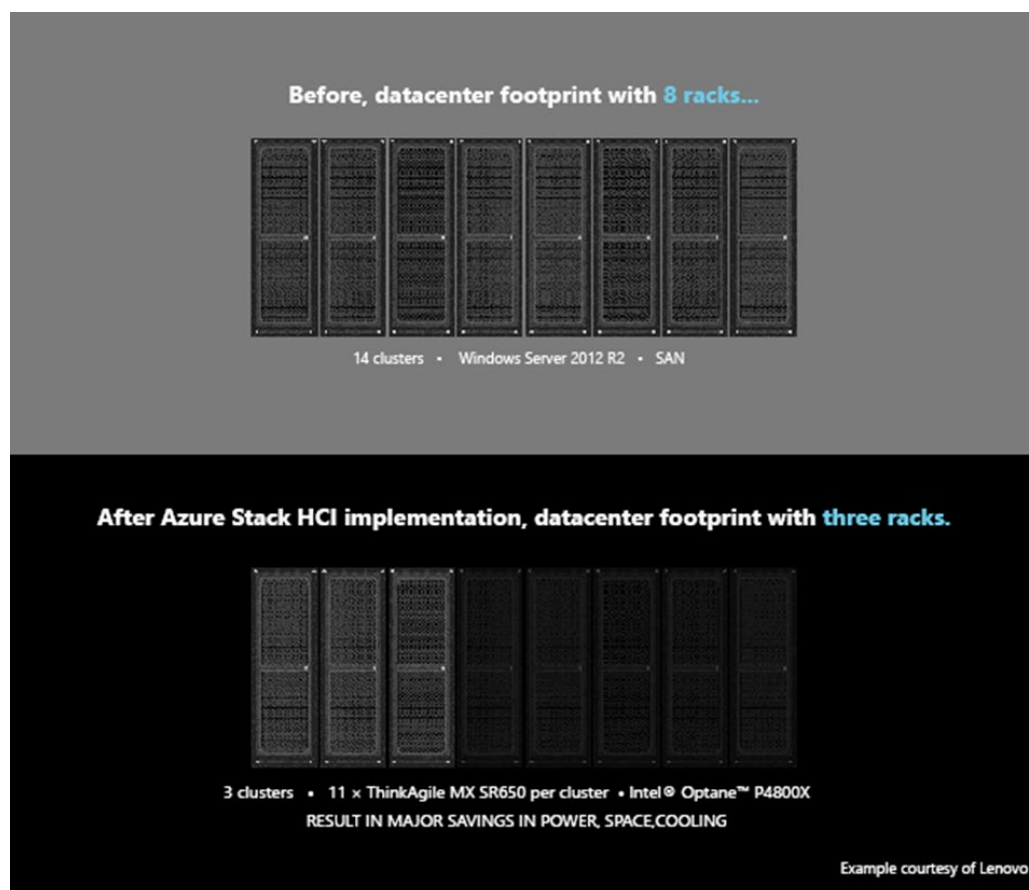 Before, datacenter footprint with 8 racks...
14 clusters • Windows Server 2012 R2 • SAN
After Azure Stack HCI implementation, datacenter footprint with three racks.
3 clusters • 11 × ThinkAgile MX SR650 per cluster • Intel® Optane™ P4800X
RESULT IN MAJOR SAVINGS IN POWER, SPACE,COOLING
Example courtesy of Lenovo